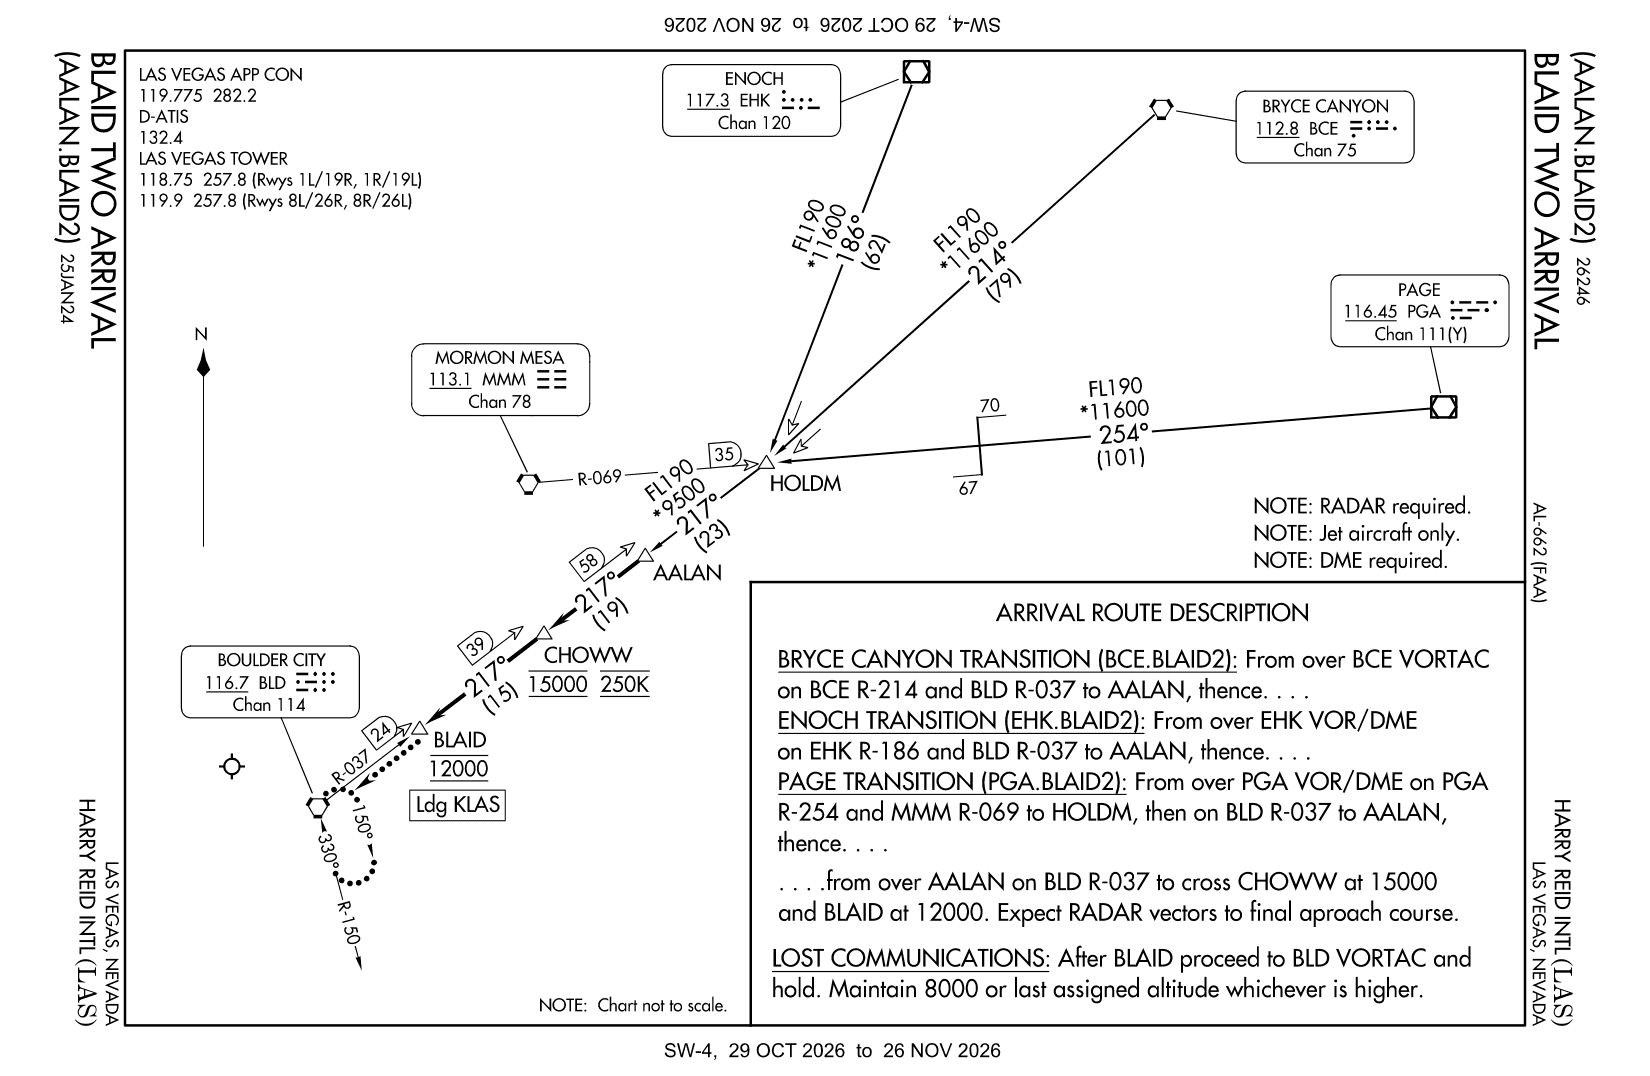 SW-4, 29 OCT 2026 to 26 NOV 2026
BLAID TWO ARRIVAL
(AALAN.BLAID2) 25JAN24
(AALAN.BLAID2) 26246
BLAID TWO ARRIVAL
LAS VEGAS APP CON
119.775 282.2
D-ATIS
132.4
LAS VEGAS TOWER
118.75 257.8 (Rwys 1L/19R, 1R/19L)
119.9 257.8 (Rwys 8L/26R, 8R/26L)
ENOCH
117.3 EHK
Chan 120
BRYCE CANYON
112.8 BCE
Chan 75
PAGE
116.45 PGA
Chan 111(Y)
MORMON MESA
113.1 MMM
Chan 78
N
FL190
*11600
186°
(62)
FL190
*11600
214°
(79)
FL190
*11600
254°
(101)
70
67
R-069
35
HOLDM
FL190
*9500
217°
(23)
AALAN
58
217°
(19)
CHOWW
15000 250K
39
217°
(15)
BOULDER CITY
116.7 BLD
Chan 114
24
R-037
BLAID
12000
Ldg KLAS
150°
330°
R-150
NOTE: RADAR required.
NOTE: Jet aircraft only.
NOTE: DME required.
AL-662 (FAA)
ARRIVAL ROUTE DESCRIPTION
BRYCE CANYON TRANSITION (BCE.BLAID2): From over BCE VORTAC
on BCE R-214 and BLD R-037 to AALAN, thence. . . .
ENOCH TRANSITION (EHK.BLAID2): From over EHK VOR/DME
on EHK R-186 and BLD R-037 to AALAN, thence. . . .
PAGE TRANSITION (PGA.BLAID2): From over PGA VOR/DME on PGA
R-254 and MMM R-069 to HOLDM, then on BLD R-037 to AALAN,
thence. . . .
. . . .from over AALAN on BLD R-037 to cross CHOWW at 15000
and BLAID at 12000. Expect RADAR vectors to final aproach course.
LOST COMMUNICATIONS: After BLAID proceed to BLD VORTAC and
hold. Maintain 8000 or last assigned altitude whichever is higher.
NOTE: Chart not to scale.
LAS VEGAS, NEVADA
HARRY REID INTL (LAS)
HARRY REID INTL (LAS)
LAS VEGAS, NEVADA
SW-4, 29 OCT 2026 to 26 NOV 2026